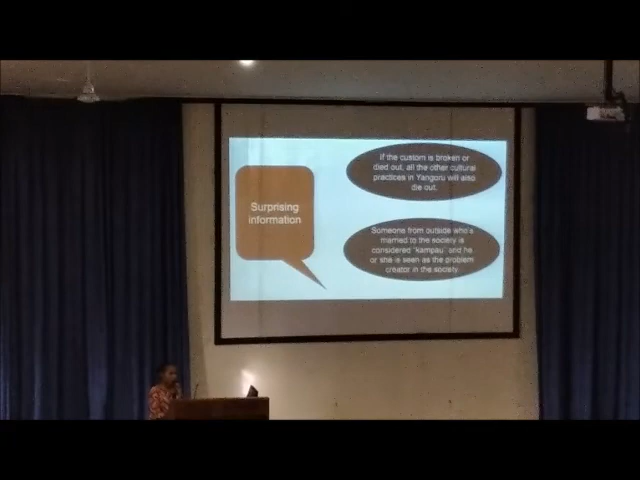 Surprising
information
If the custom is broken or
died out, all the other cultural
practices in Yangoru will also
die out.
Someone from outside who's
married to the society is
considered "kampau" and he
or she is seen as the problem
creator in the society.